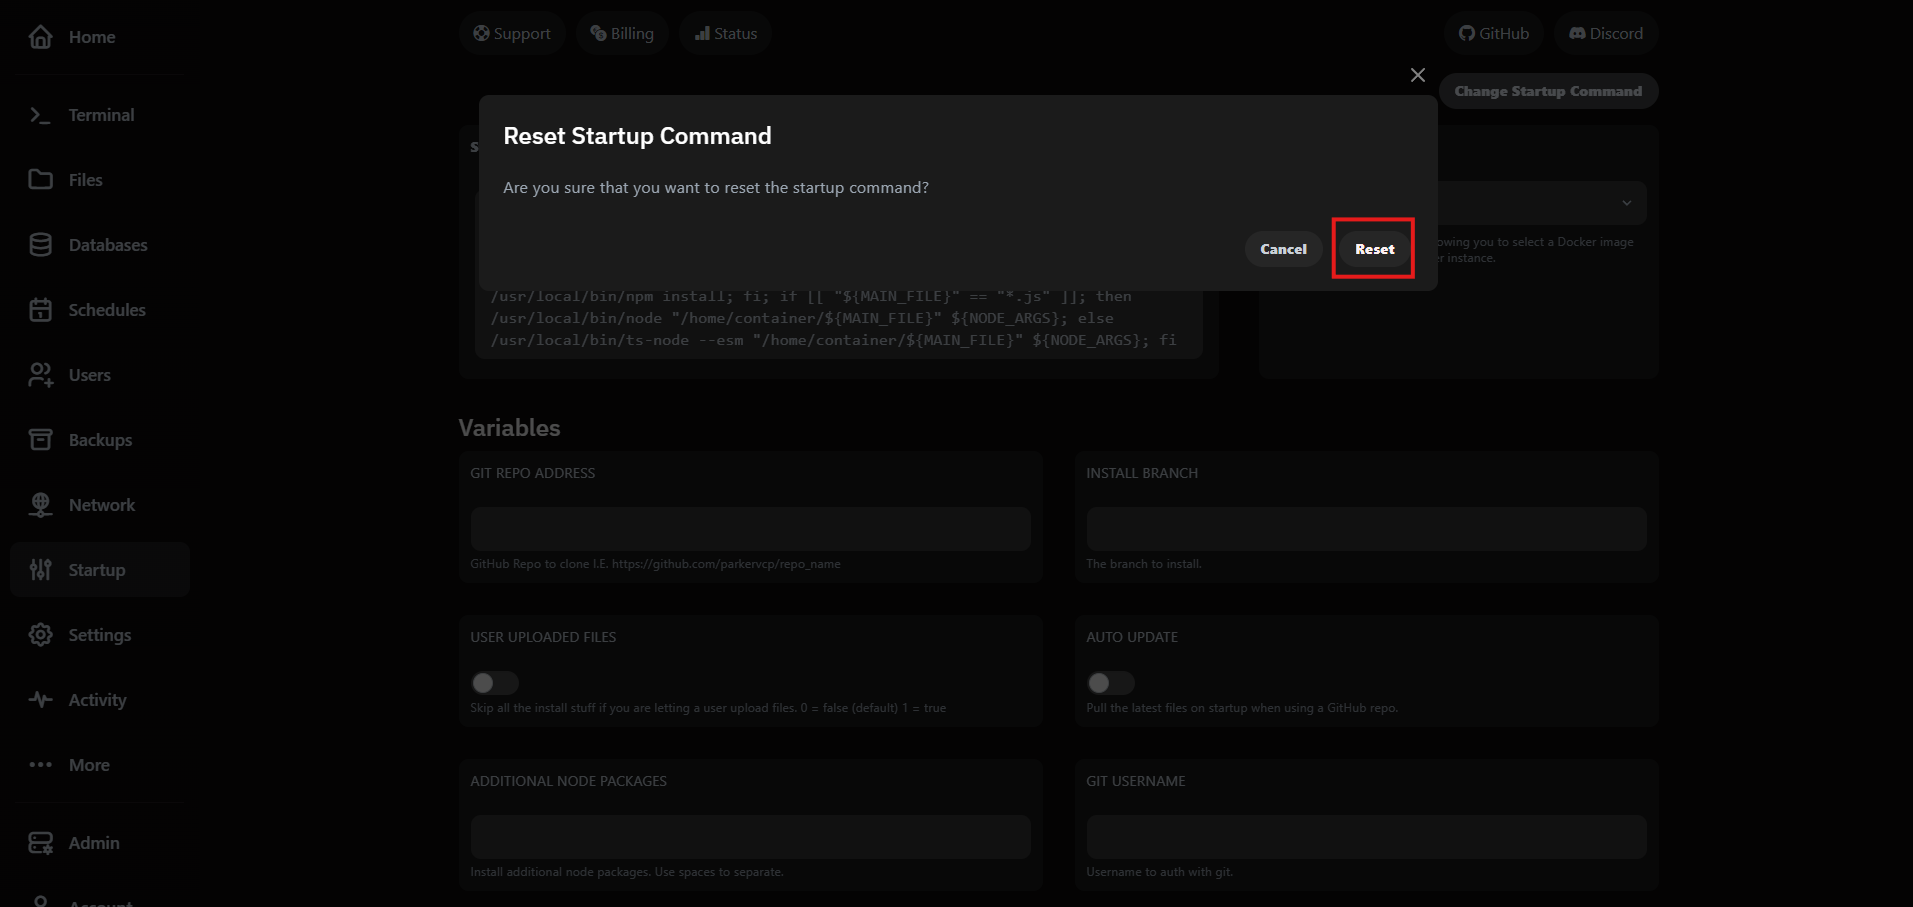 Home
Support
Billing
Status
GitHub
Discord
Change Startup Command
Reset Startup Command
Are you sure that you want to reset the startup command?
Cancel
Reset
Terminal
Files
Databases
Schedules
Users
Backups
Network
Startup
Settings
Activity
More
Admin
Account
owing you to select a Docker image
r instance.
/usr/local/bin/npm install; fi; if [[ "${MAIN_FILE}" == "*.js" ]]; then
/usr/local/bin/node "/home/container/${MAIN_FILE}" ${NODE_ARGS}; else
/usr/local/bin/ts-node --esm "/home/container/${MAIN_FILE}" ${NODE_ARGS}; fi
Variables
GIT REPO ADDRESS
GitHub Repo to clone I.E. https://github.com/parkervcp/repo_name
INSTALL BRANCH
The branch to install.
USER UPLOADED FILES
Skip all the install stuff if you are letting a user upload files. 0 = false (default) 1 = true
AUTO UPDATE
Pull the latest files on startup when using a GitHub repo.
ADDITIONAL NODE PACKAGES
Install additional node packages. Use spaces to separate.
GIT USERNAME
Username to auth with git.